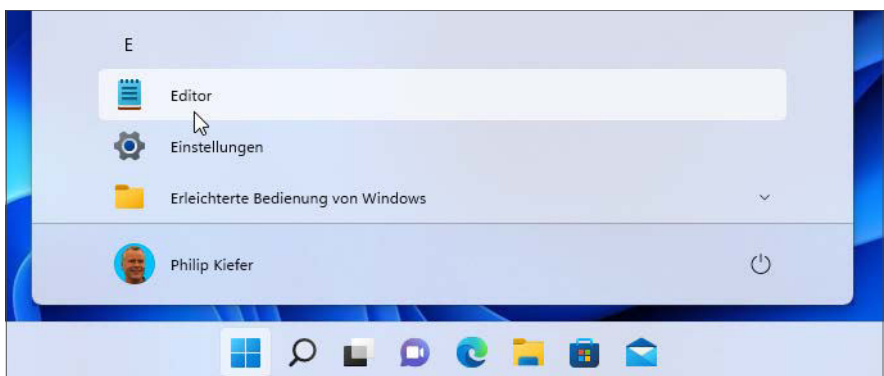 E
Editor
Einstellungen
Erleichterte Bedienung von Windows
Philip Kiefer